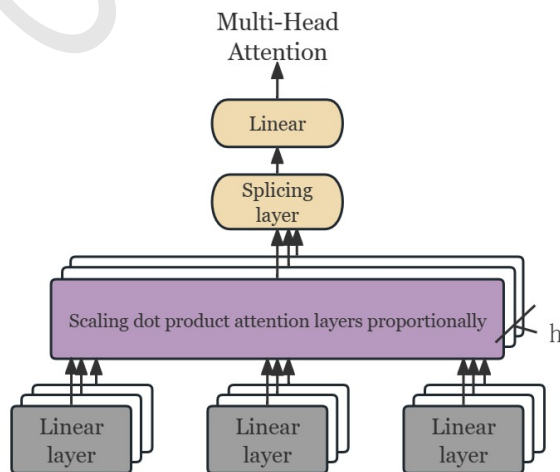 Multi-Head
Attention
Linear
Splicing
layer
Scaling dot product attention layers proportionally
h
Linear
layer
Linear
layer
Linear
layer